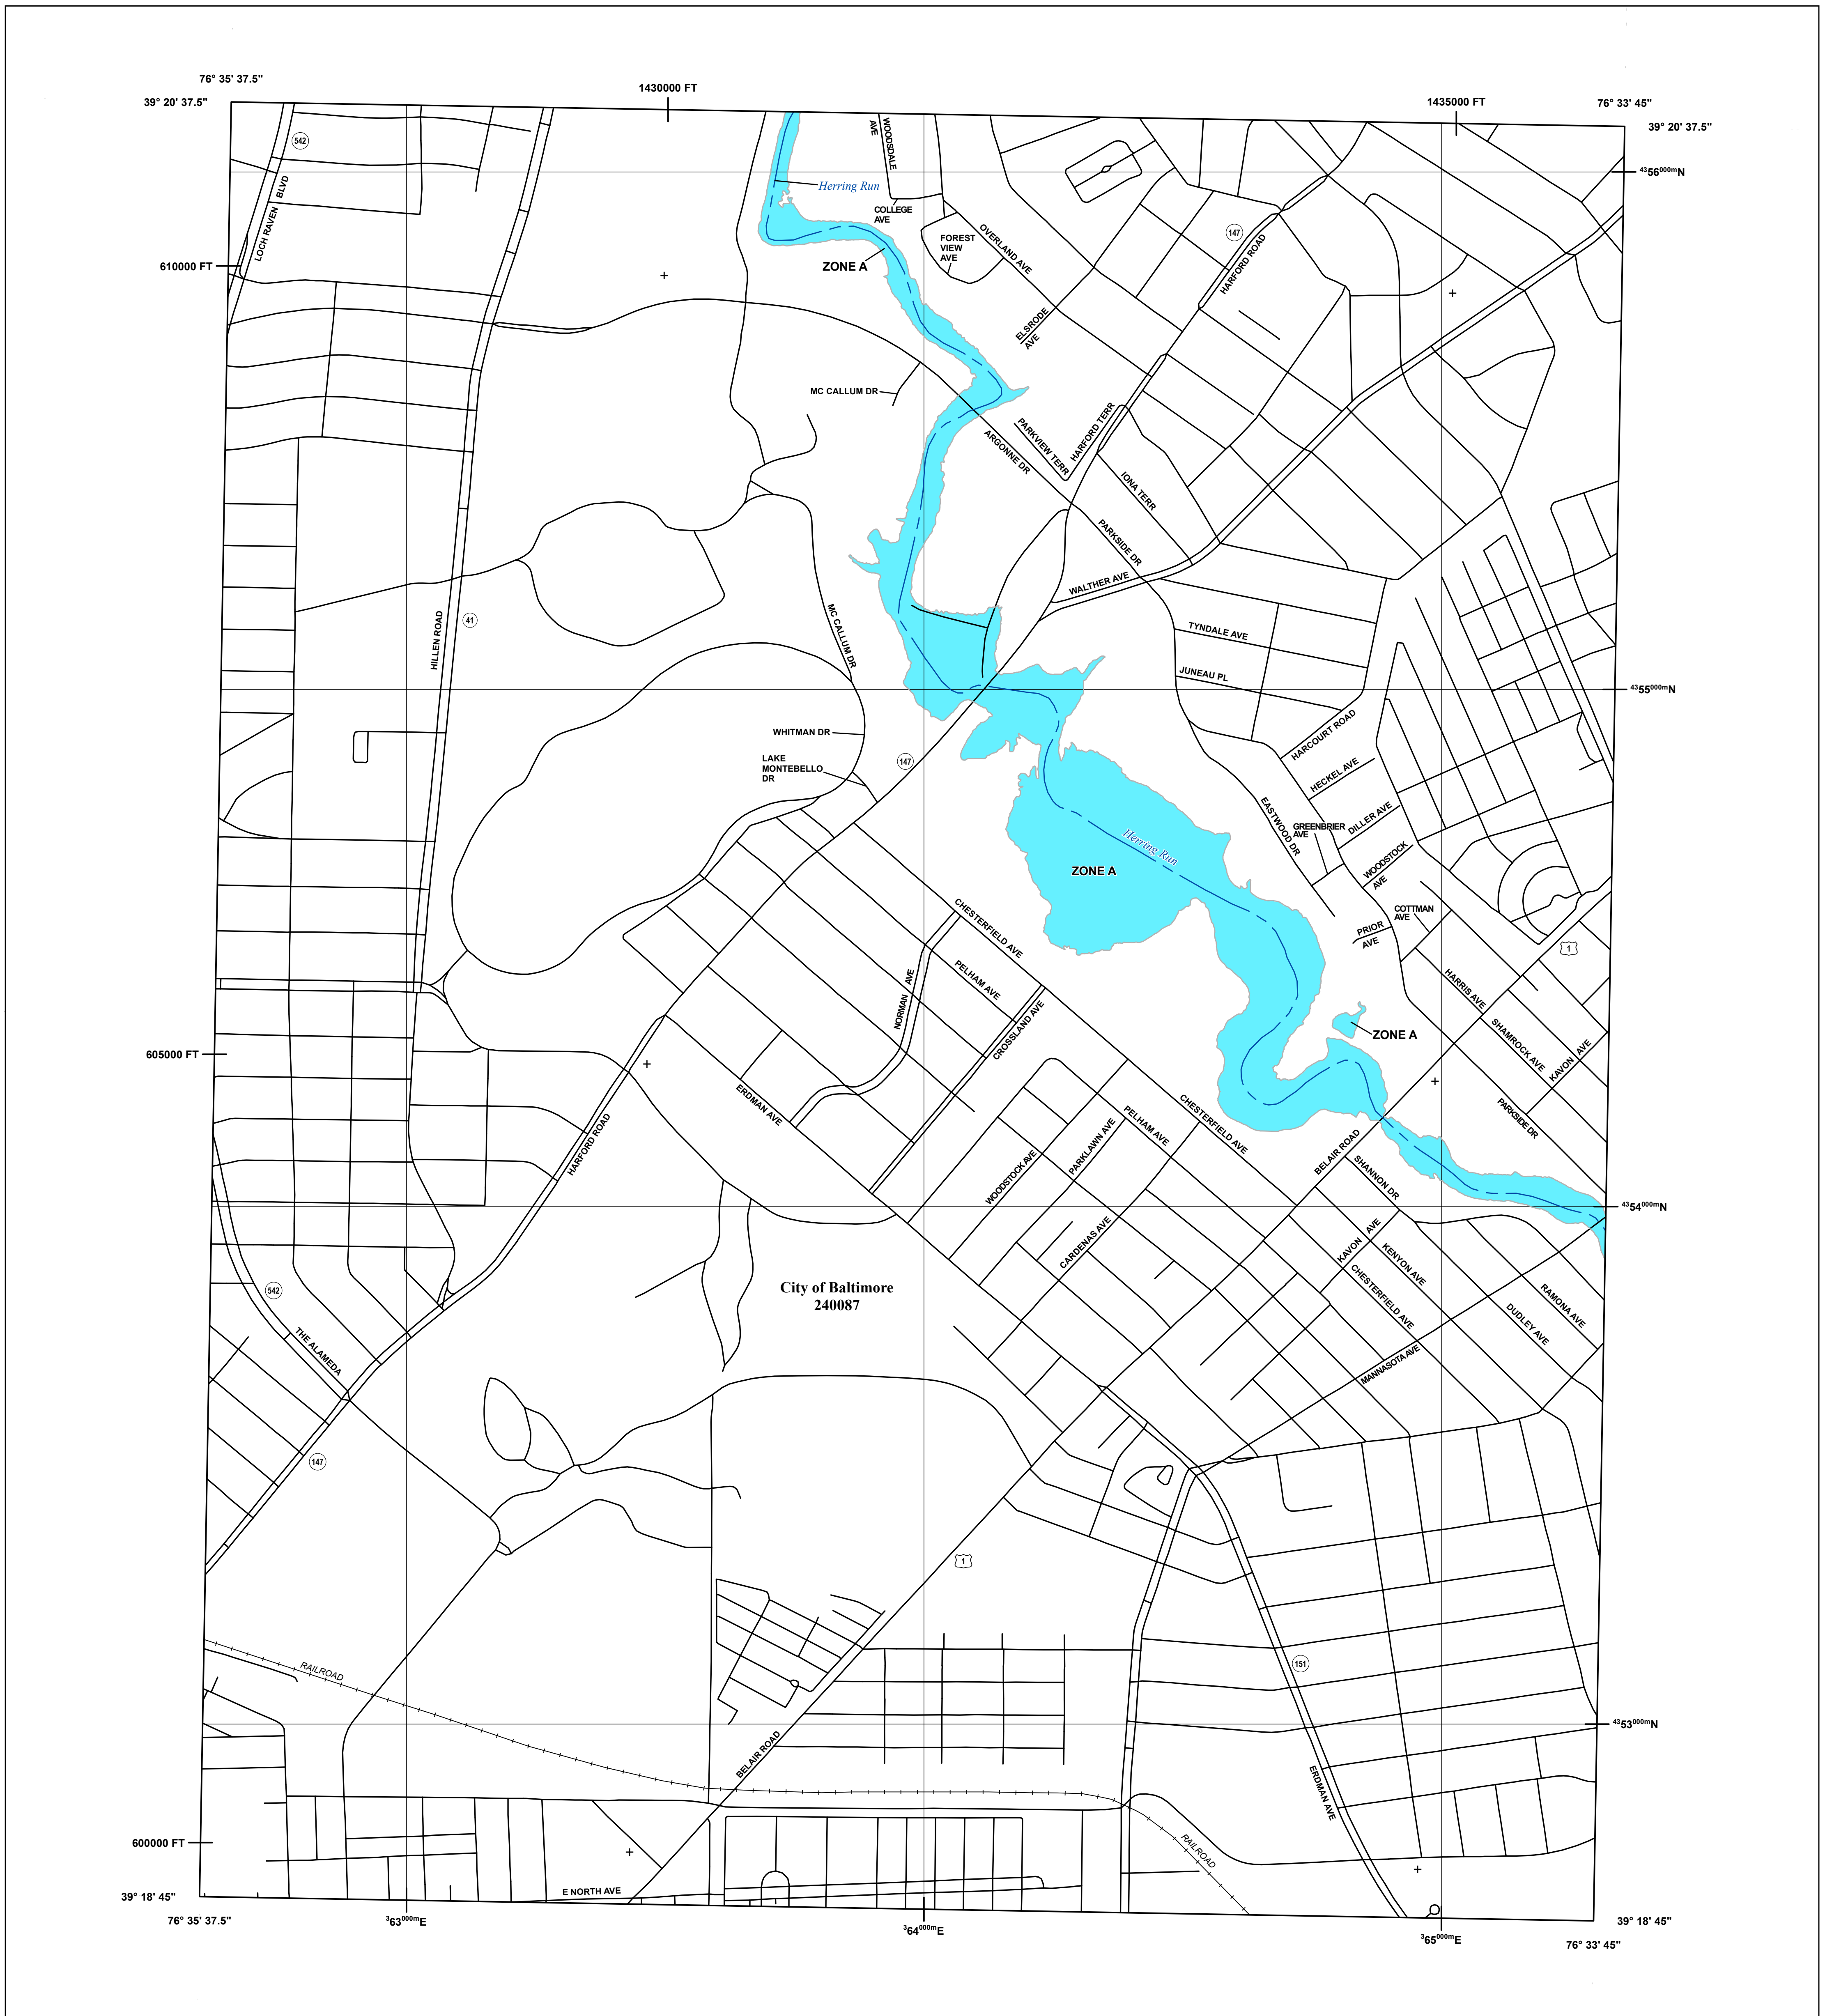 76° 35' 37.5"
1430000 FT
1435000 FT
76° 33' 45"
39° 20' 37.5"
39° 20' 37.5"
542
WOODSDALE
AVE
4356000mN
LOCH RAVEN BLVD
Herring Run
COLLEGE
AVE
147
HARFORD ROAD
OVERLAND AVE
FOREST
VIEW
AVE
610000 FT
ZONE A
ELSRODE
AVE
MC CALLUM DR
PARKVIEW TERR
HARFORD TERR
ARGONNE DR
IONA TERR
PARKSIDE DR
WALTHER AVE
HILLEN ROAD
41
MC CALLUM DR
TYNDALE AVE
JUNEAU PL
4355000mN
WHITMAN DR
HARCOURT ROAD
LAKE
MONTEBELLO
DR
147
HECKEL AVE
EASTWOOD DR
GREENBRIER
AVE
DILLER AVE
Herring Run
WOODSTOCK
AVE
ZONE A
COTTMAN
AVE
PRIOR
AVE
CHESTERFIELD AVE
1
NORMAN AVE
PELHAM AVE
HARRIS AVE
CROSSLAND AVE
ZONE A
SHAMROCK AVE
KAVON AVE
605000 FT
ERDMAN AVE
PARKSIDE DR
HARFORD ROAD
PELHAM AVE
CHESTERFIELD AVE
PARKLAWN AVE
BELAIR ROAD
WOODSTOCK AVE
SHANNON DR
4354000mN
CARDENAS AVE
KAVON AVE
KENYON AVE
City of Baltimore
240087
542
CHESTERFIELD AVE
RAMONA AVE
DUDLEY AVE
THE ALAMEDA
MANNASOTA AVE
147
1
RAILROAD
151
4353000mN
BELAIR ROAD
ERDMAN AVE
600000 FT
RAILROAD
E NORTH AVE
39° 18' 45"
39° 18' 45"
76° 35' 37.5"
363000mE
364000mE
365000mE
76° 33' 45"